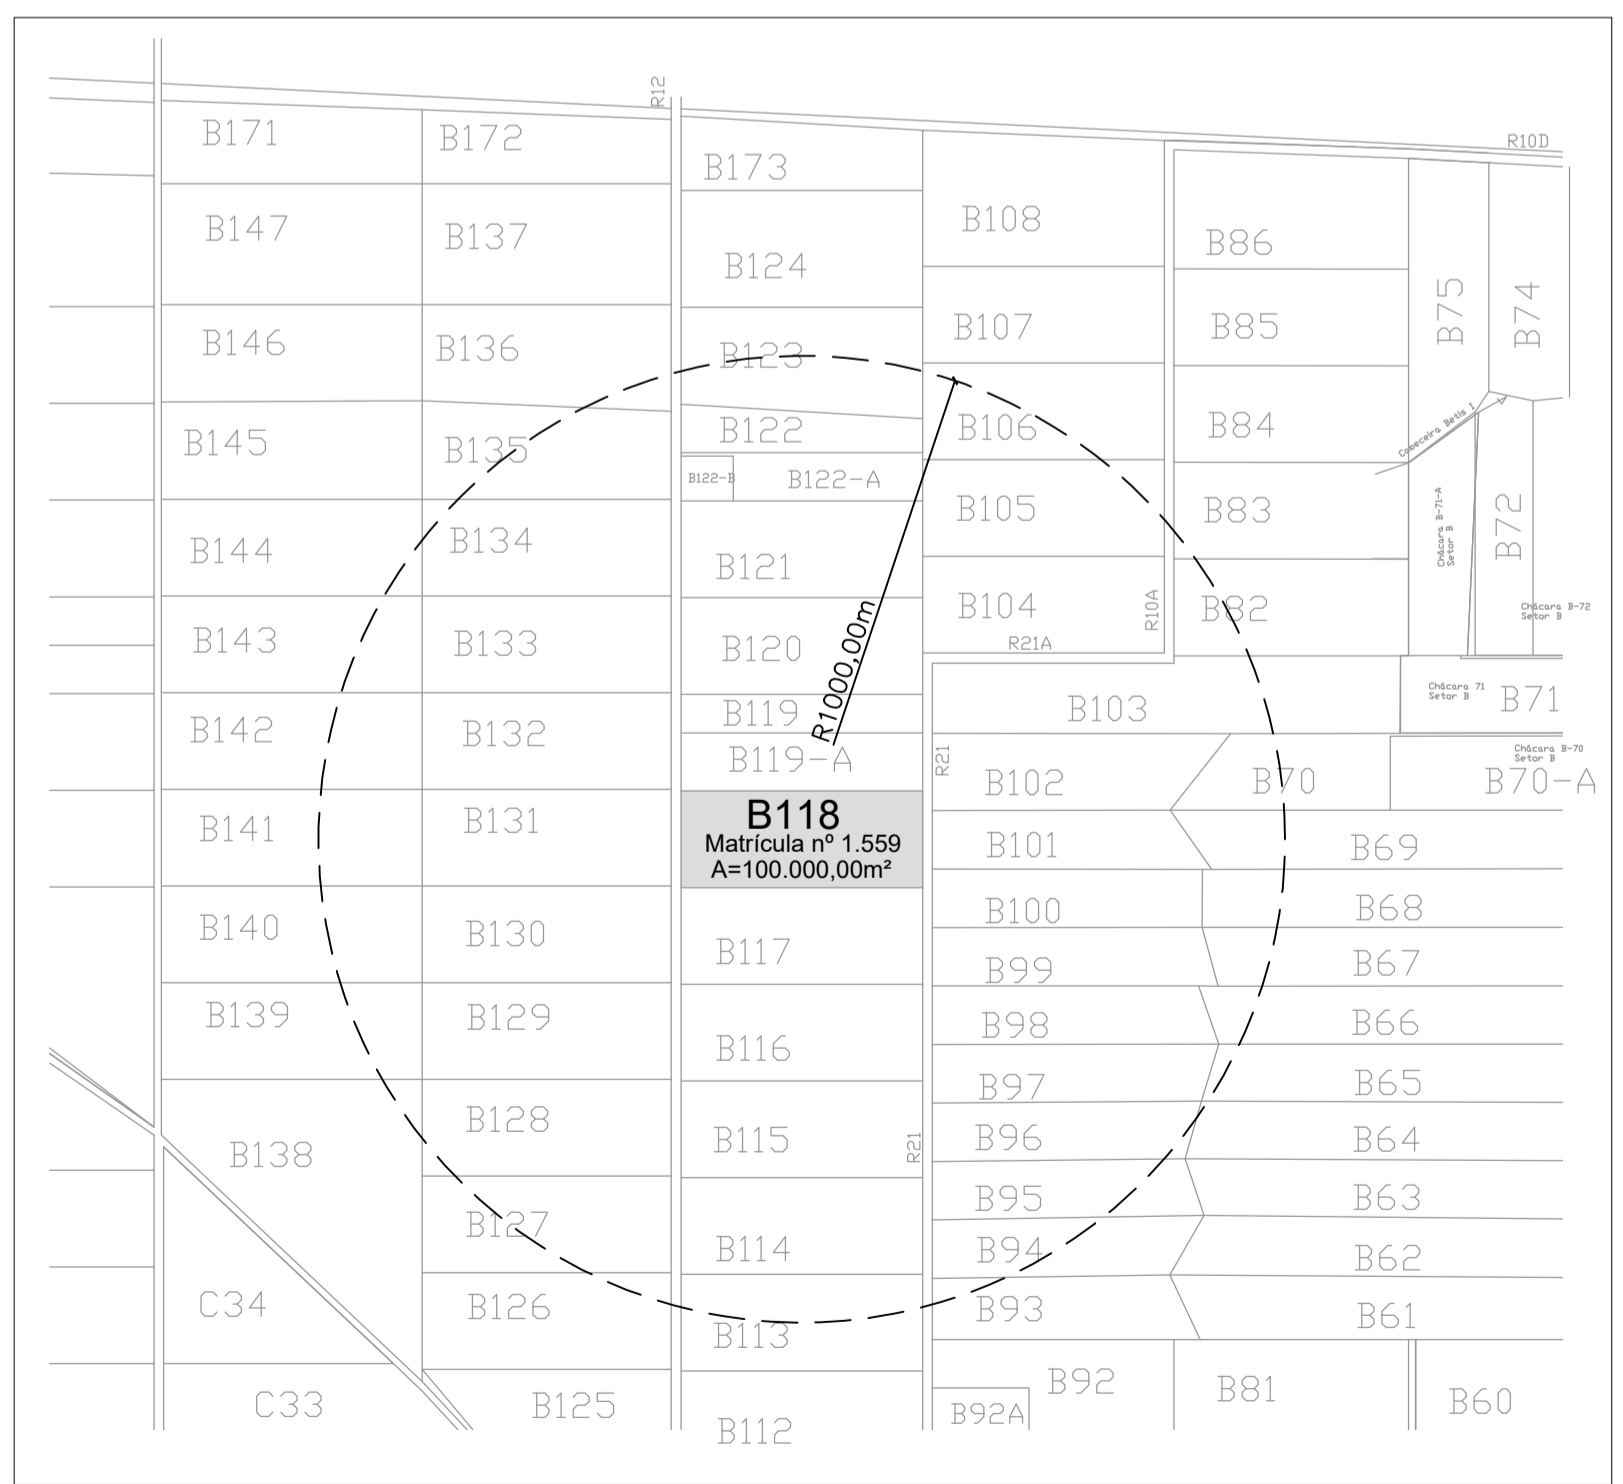 R12
R10D
B171
B172
B173
B108
B147
B137
B124
B86
B75
B74
B146
B136
B123
B107
B85
B145
B135
B122
B106
B84
Cabeceira Betis I
B122-B
B122-A
B105
B83
Chácara B-71-A
Setor B
B72
B144
B134
B121
B104
R10A
B82
Chácara B-72
Setor B
B143
B133
B120
R21A
R1000,00m
B142
B132
B119
B103
Chácara 71
Setor B
B71
B119-A
R21
B102
B70
Chácara B-70
Setor B
B70-A
B141
B131
B118
Matrícula nº 1.559
A=100.000,00m²
B101
B69
B140
B130
B117
B100
B68
B99
B67
B139
B129
B116
B98
B66
B97
B65
B138
B128
B115
R21
B96
B64
B95
B63
B127
B114
B94
B62
C34
B126
B113
B93
B61
C33
B125
B112
B92A
B92
B81
B60